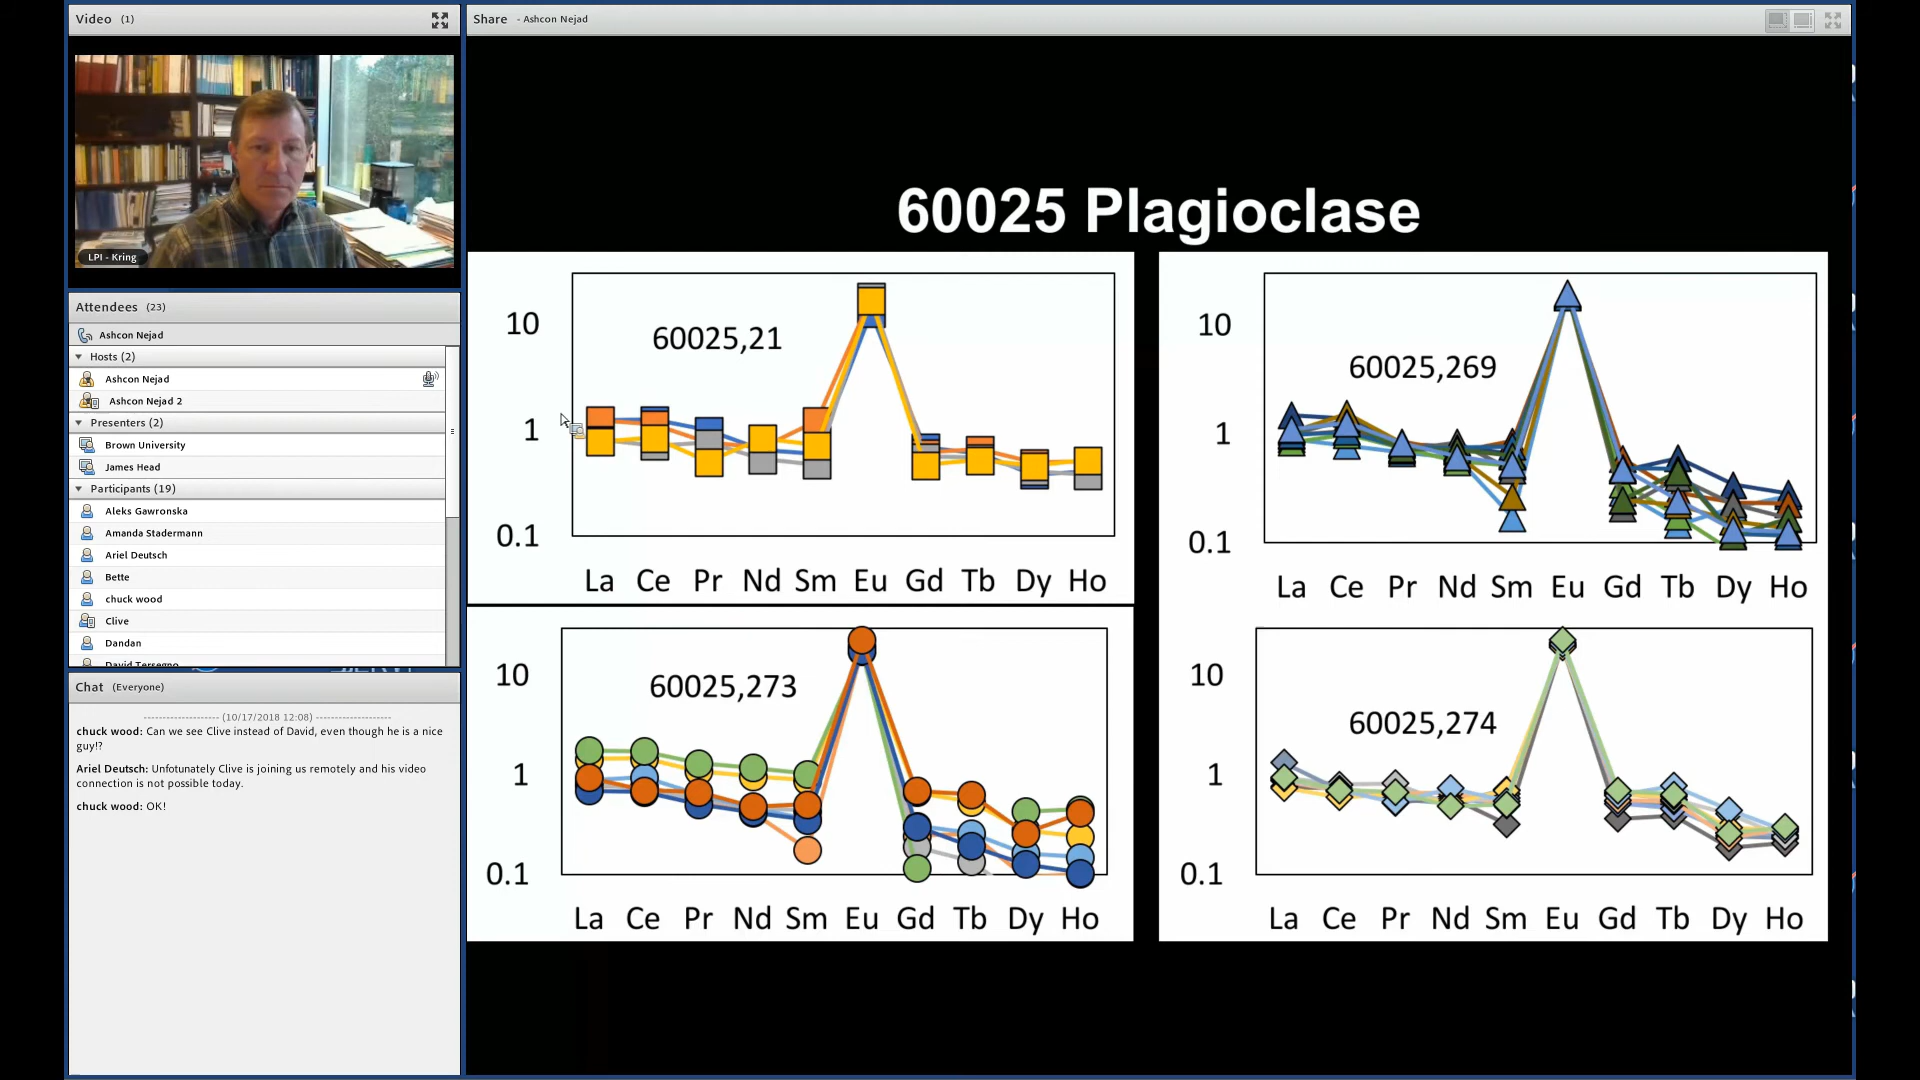 Video (1)
LPI - Kring
Attendees (23)
Ashcon Nejad
Hosts (2)
Ashcon Nejad
Ashcon Nejad 2
Presenters (2)
Brown University
James Head
Participants (19)
Aleks Gawronska
Amanda Stadermann
Ariel Deutsch
Bette
chuck wood
Clive
Dandan
David Tersegno
Chat (Everyone)
-------------------- (10/17/2018 12:08) --------------------
chuck wood: Can we see Clive instead of David, even though he is a nice
guy!?
Ariel Deutsch: Unfotunately Clive is joining us remotely and his video
connection is not possible today.
chuck wood: OK!
Share - Ashcon Nejad
60025 Plagioclase
10
1
0.1
60025,21
La Ce Pr Nd Sm Eu Gd Tb Dy Ho
10
1
0.1
60025,269
La Ce Pr Nd Sm Eu Gd Tb Dy Ho
10
1
0.1
60025,273
La Ce Pr Nd Sm Eu Gd Tb Dy Ho
10
1
0.1
60025,274
La Ce Pr Nd Sm Eu Gd Tb Dy Ho